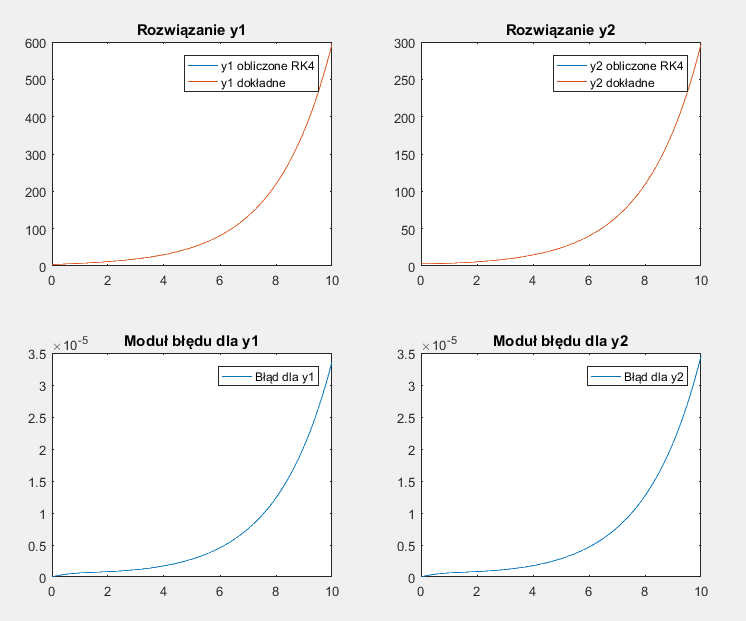 Rozwiązanie y1
600
500
400
300
200
100
0
0 2 4 6 8 10
y1 obliczone RK4
y1 dokładne
Rozwiązanie y2
300
250
200
150
100
50
0
0 2 4 6 8 10
y2 obliczone RK4
y2 dokładne
Moduł błędu dla y1
×10-5
3.5
3
2.5
2
1.5
1
0.5
0
0 2 4 6 8 10
Błąd dla y1
Moduł błędu dla y2
×10-5
3.5
3
2.5
2
1.5
1
0.5
0
0 2 4 6 8 10
Błąd dla y2